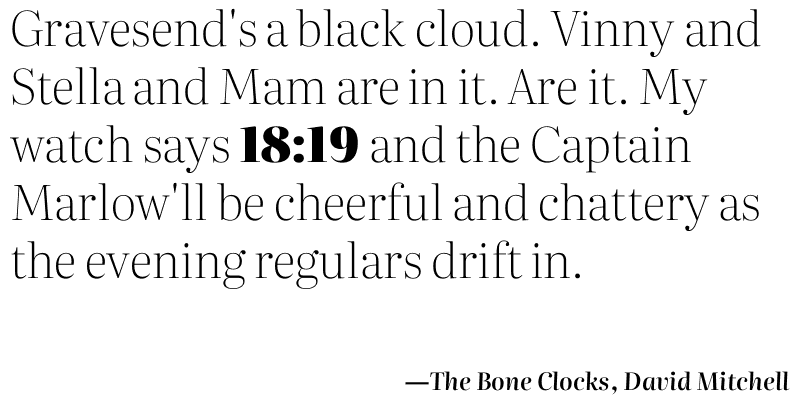 Gravesend's a black cloud. Vinny and
Stella and Mam are in it. Are it. My
watch says 18:19 and the Captain
Marlow'll be cheerful and chattery as
the evening regulars drift in.
—The Bone Clocks, David Mitchell